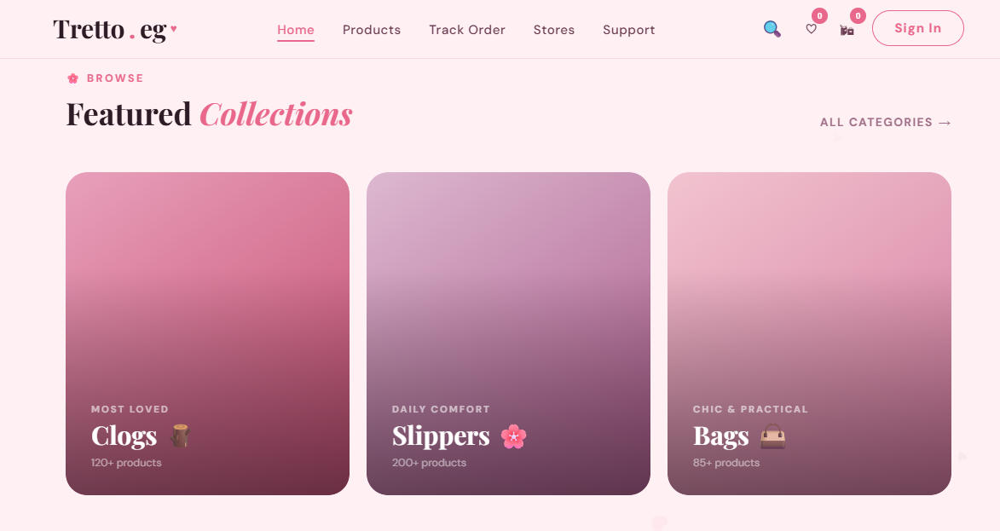 Tretto.eg♥
Home Products Track Order Stores Support
0 0
Sign In
BROWSE
Featured Collections
ALL CATEGORIES →
MOST LOVED
Clogs
120+ products
DAILY COMFORT
Slippers
200+ products
CHIC & PRACTICAL
Bags
85+ products